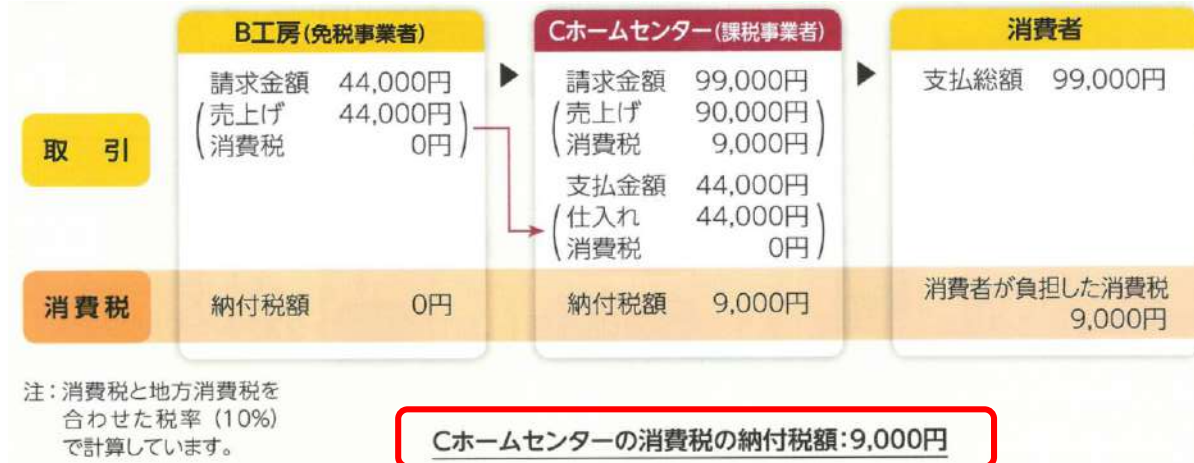 B工房(免税事業者)
請求金額 44,000円
(売上げ 44,000円
消費税 0円)
▶
Cホームセンター(課税事業者)
請求金額 99,000円
(売上げ 90,000円
消費税 9,000円)
支払金額 44,000円
(仕入れ 44,000円
消費税 0円)
▶
消費者
支払総額 99,000円
取引
消費税
納付税額 0円
納付税額 9,000円
消費者が負担した消費税
9,000円
注:消費税と地方消費税を
合わせた税率(10%)
で計算しています。
Cホームセンターの消費税の納付税額:9,000円